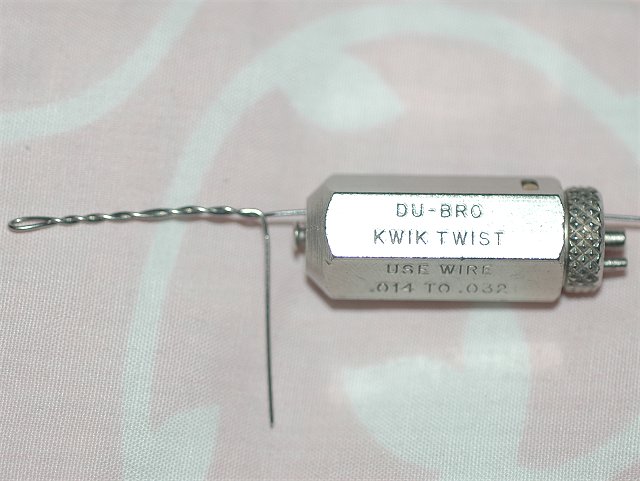 DU-BRO
KWIK TWIST
USE WIRE
.014 TO .032